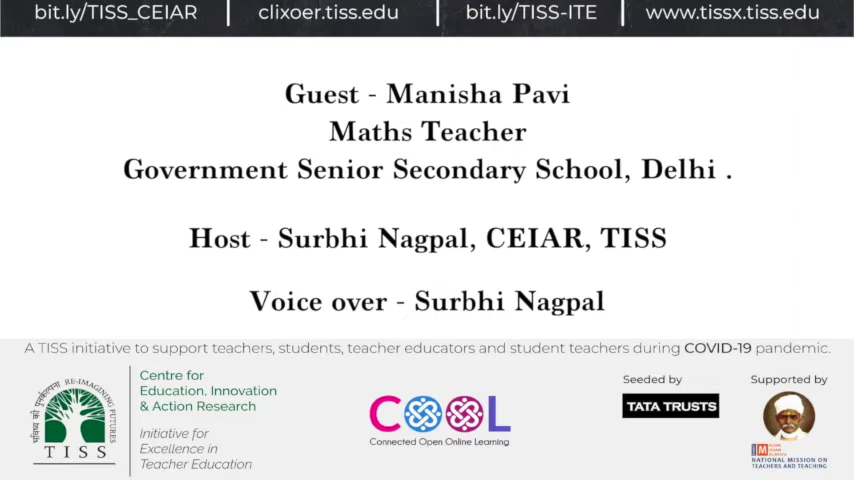 bit.ly/TISS_CEIAR clixoer.tiss.edu bit.ly/TISS-ITE www.tissx.tiss.edu
Guest - Manisha Pavi
Maths Teacher
Government Senior Secondary School, Delhi .
Host - Surbhi Nagpal, CEIAR, TISS
Voice over - Surbhi Nagpal
A TISS initiative to support teachers, students, teacher educators and student teachers during COVID-19 pandemic.
RE-IMAGINING FUTURES
TISS
Centre for
Education, Innovation
& Action Research
Initiative for
Excellence in
Teacher Education
COOL
Connected Open Online Learning
Seeded by
TATA TRUSTS
Supported by
NATIONAL MISSION ON
TEACHERS AND TEACHING